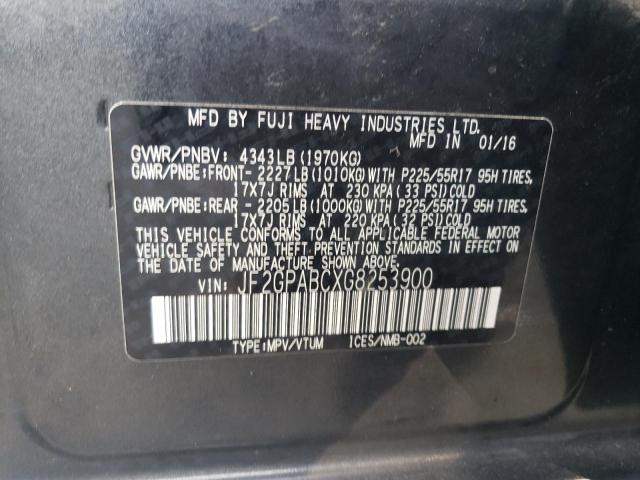 MFD BY FUJI HEAVY INDUSTRIES LTD.
MFD IN 01/16
GVWR/PNBV: 4343LB(1970KG)
GAWR/PNBE:FRONT-2227LB(1010KG)WITH P225/55R17 95H TIRES,
17X7J RIMS AT 230 KPA(33 PSI)COLD
GAWR/PNBE:REAR -2205LB(1000KG)WITH P225/55R17 95H TIRES,
17X7J RIMS AT 220 KPA(32 PSI)COLD
THIS VEHICLE CONFORMS TO ALL APPLICABLE FEDERAL MOTOR
VEHICLE SAFETY AND THEFT PREVENTION STANDARDS IN EFFECT ON
THE DATE OF MANUFACTURE SHOWN ABOVE.
VIN: JF2GPABCXG8253900
TYPE:MPV/VTUM ICES/NMB-002